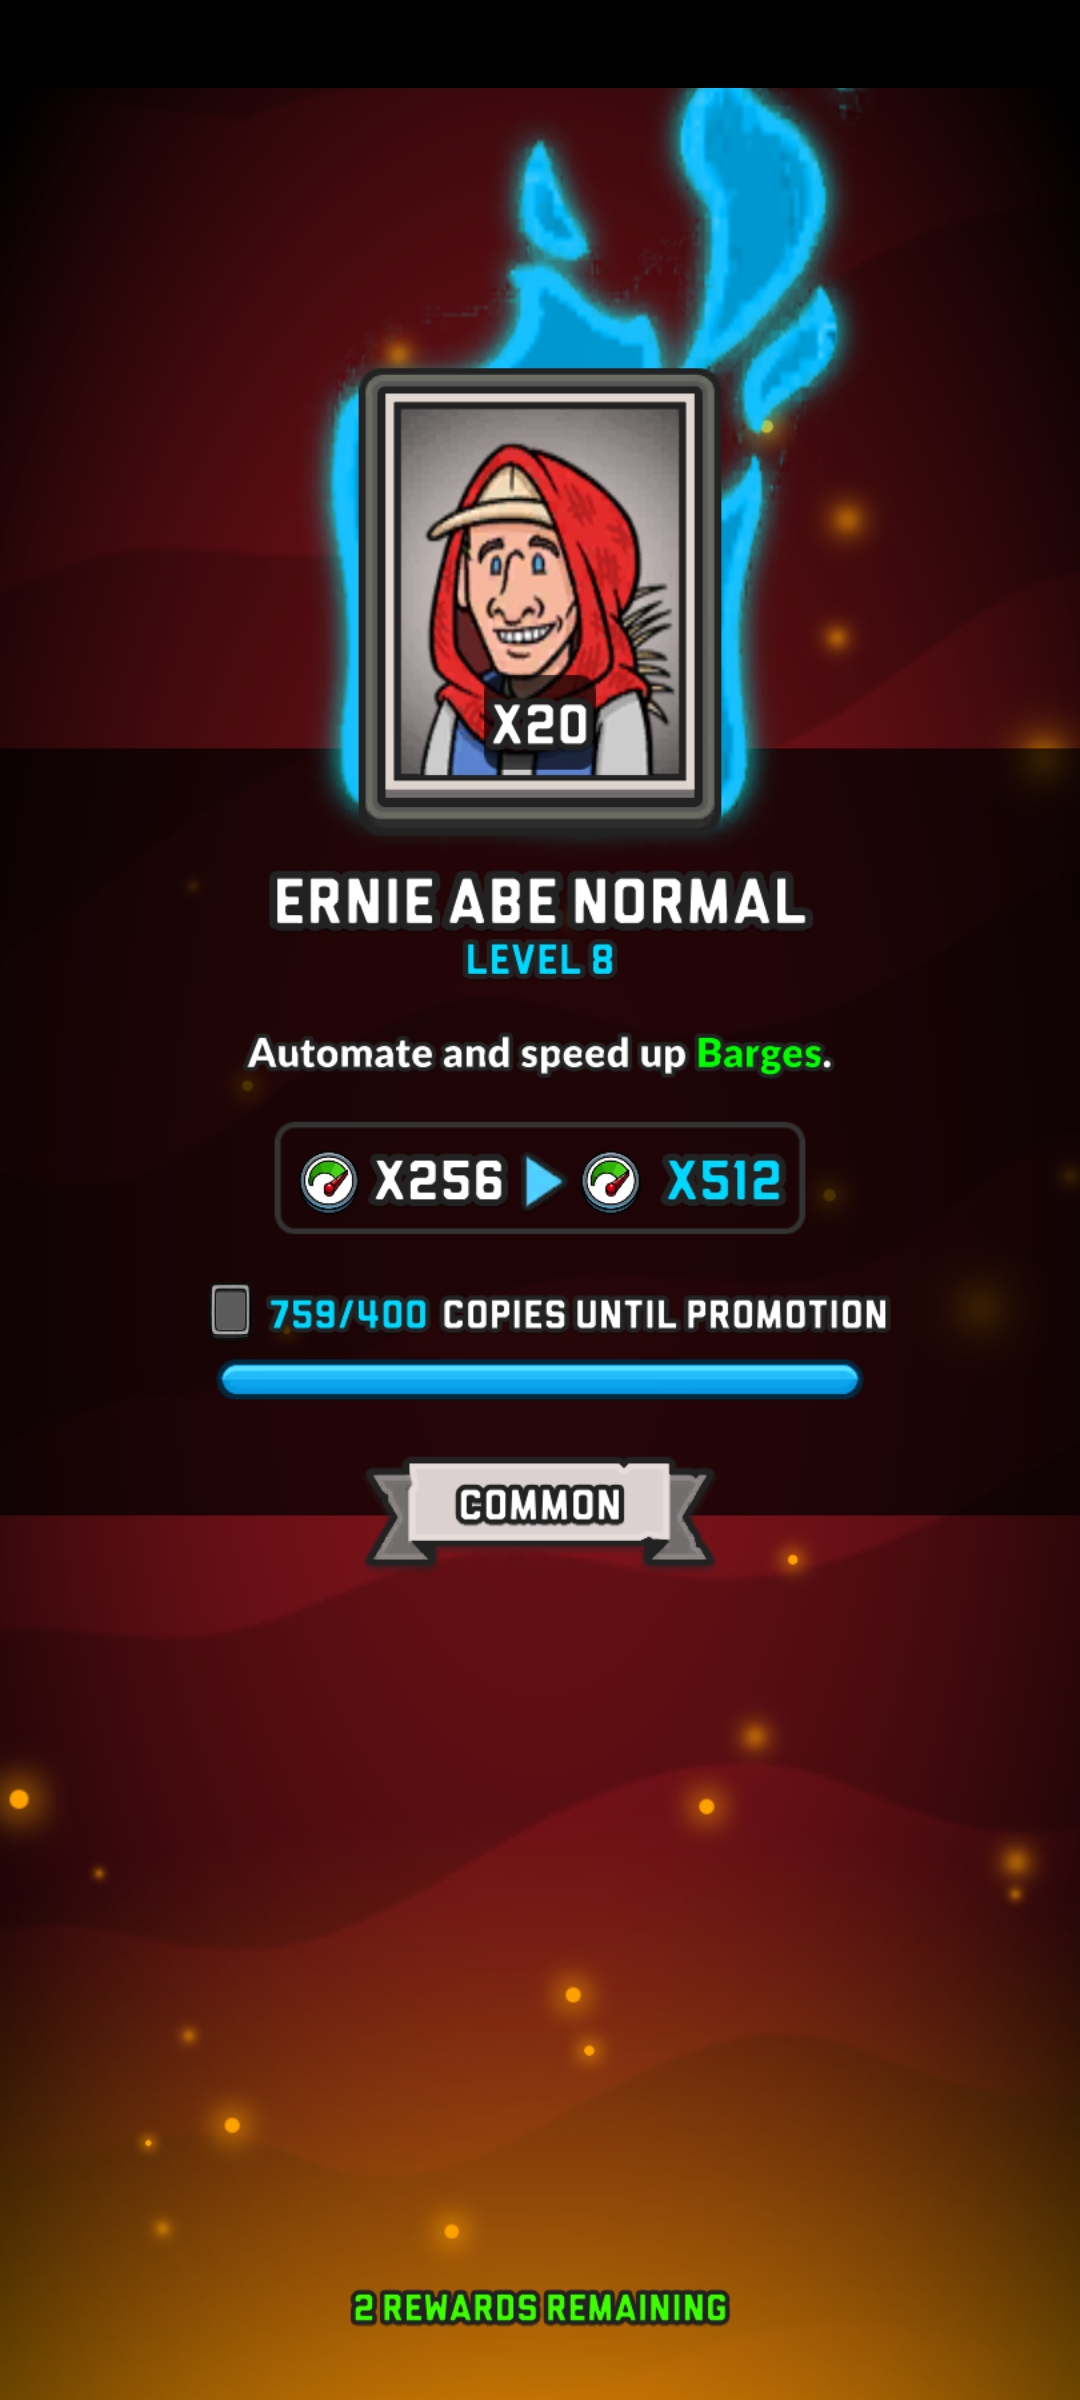 X20
ERNIE ABE NORMAL
LEVEL 8
Automate and speed up Barges.
X256 X512
759/400 COPIES UNTIL PROMOTION
COMMON
2 REWARDS REMAINING